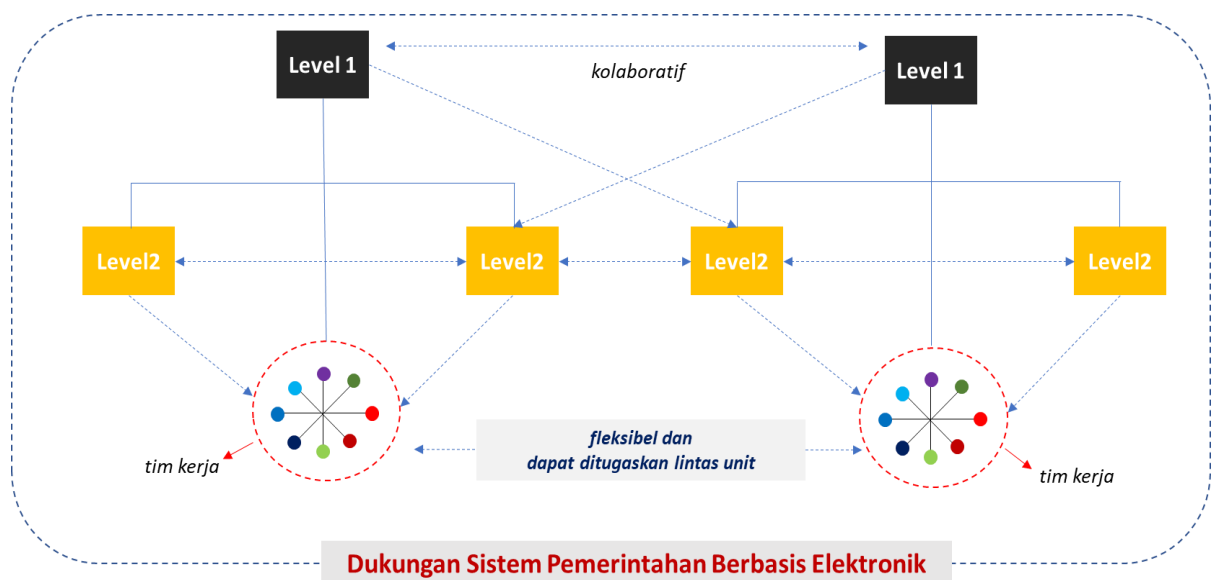 Level 1
Level 1
kolaboratif
Level2
Level2
Level2
Level2
fleksibel dan
dapat ditugaskan lintas unit
tim kerja
tim kerja
Dukungan Sistem Pemerintahan Berbasis Elektronik